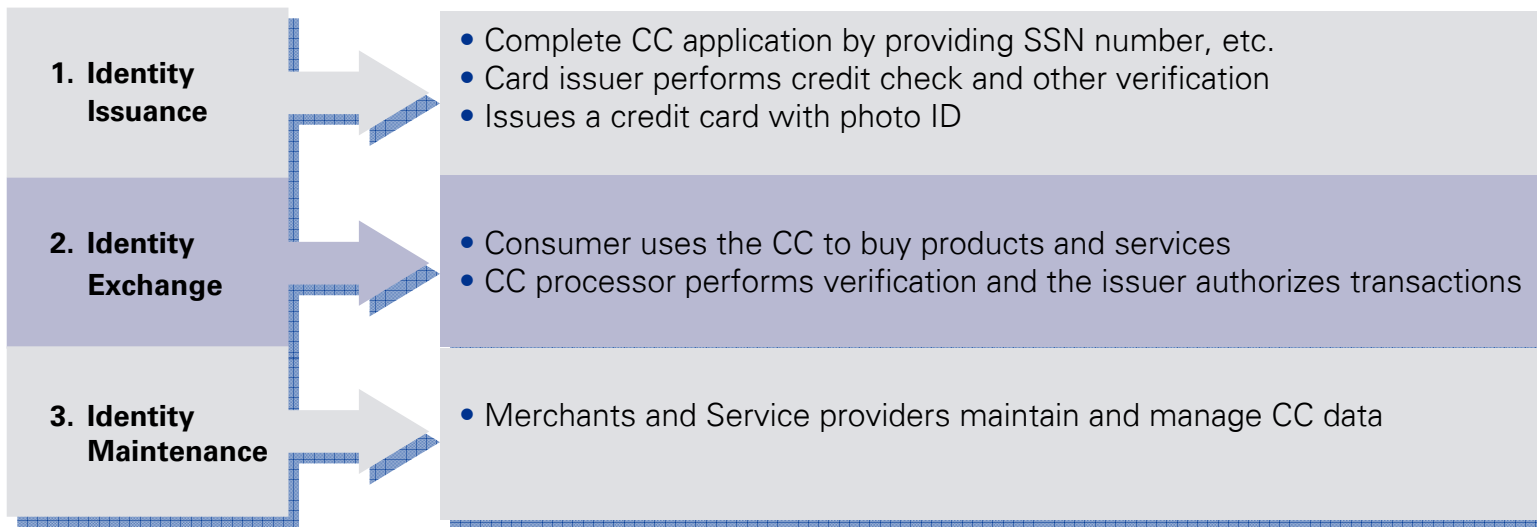 1. Identity
Issuance
• Complete CC application by providing SSN number, etc.
• Card issuer performs credit check and other verification
• Issues a credit card with photo ID
2. Identity
Exchange
• Consumer uses the CC to buy products and services
• CC processor performs verification and the issuer authorizes transactions
3. Identity
Maintenance
• Merchants and Service providers maintain and manage CC data